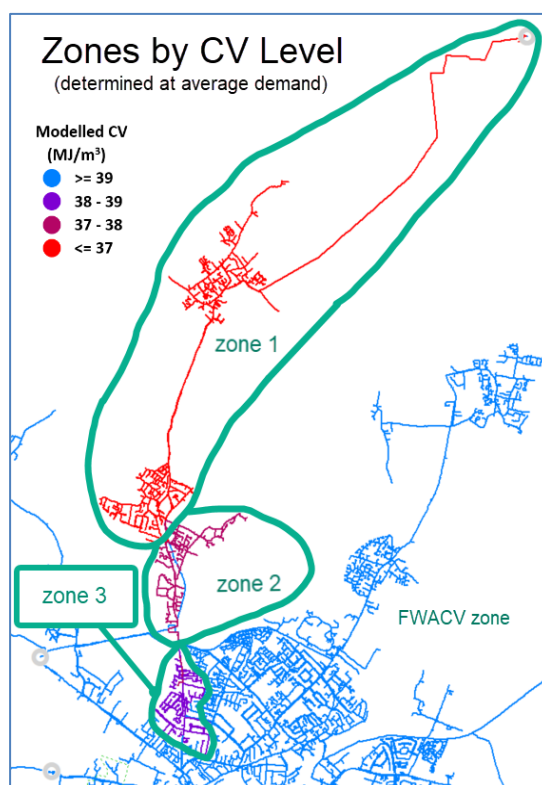 Zones by CV Level
(determined at average demand)
Modelled CV
(MJ/m³)
>= 39
38 - 39
37 - 38
<= 37
zone 1
zone 2
zone 3
FWACV zone